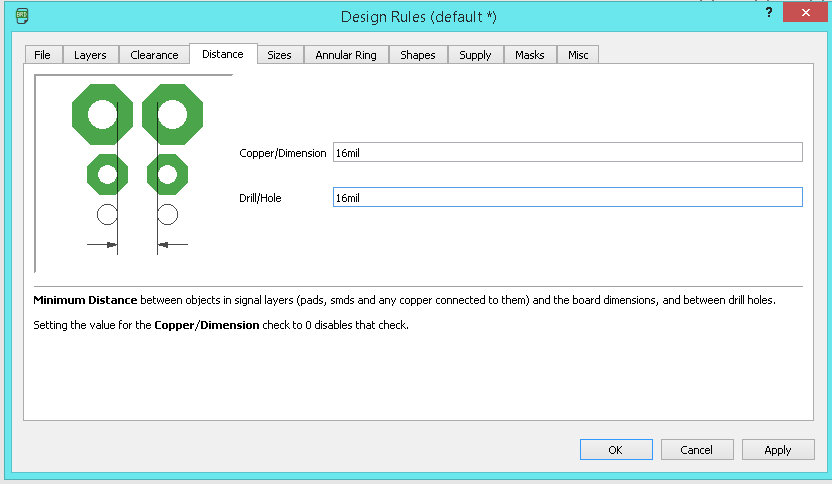 BRD
Design Rules (default *)
?
File
Layers
Clearance
Distance
Sizes
Annular Ring
Shapes
Supply
Masks
Misc
Copper/Dimension 16mil
Drill/Hole 16mil
Minimum Distance between objects in signal layers (pads, smds and any copper connected to them) and the board dimensions, and between drill holes.
Setting the value for the Copper/Dimension check to 0 disables that check.
OK
Cancel
Apply